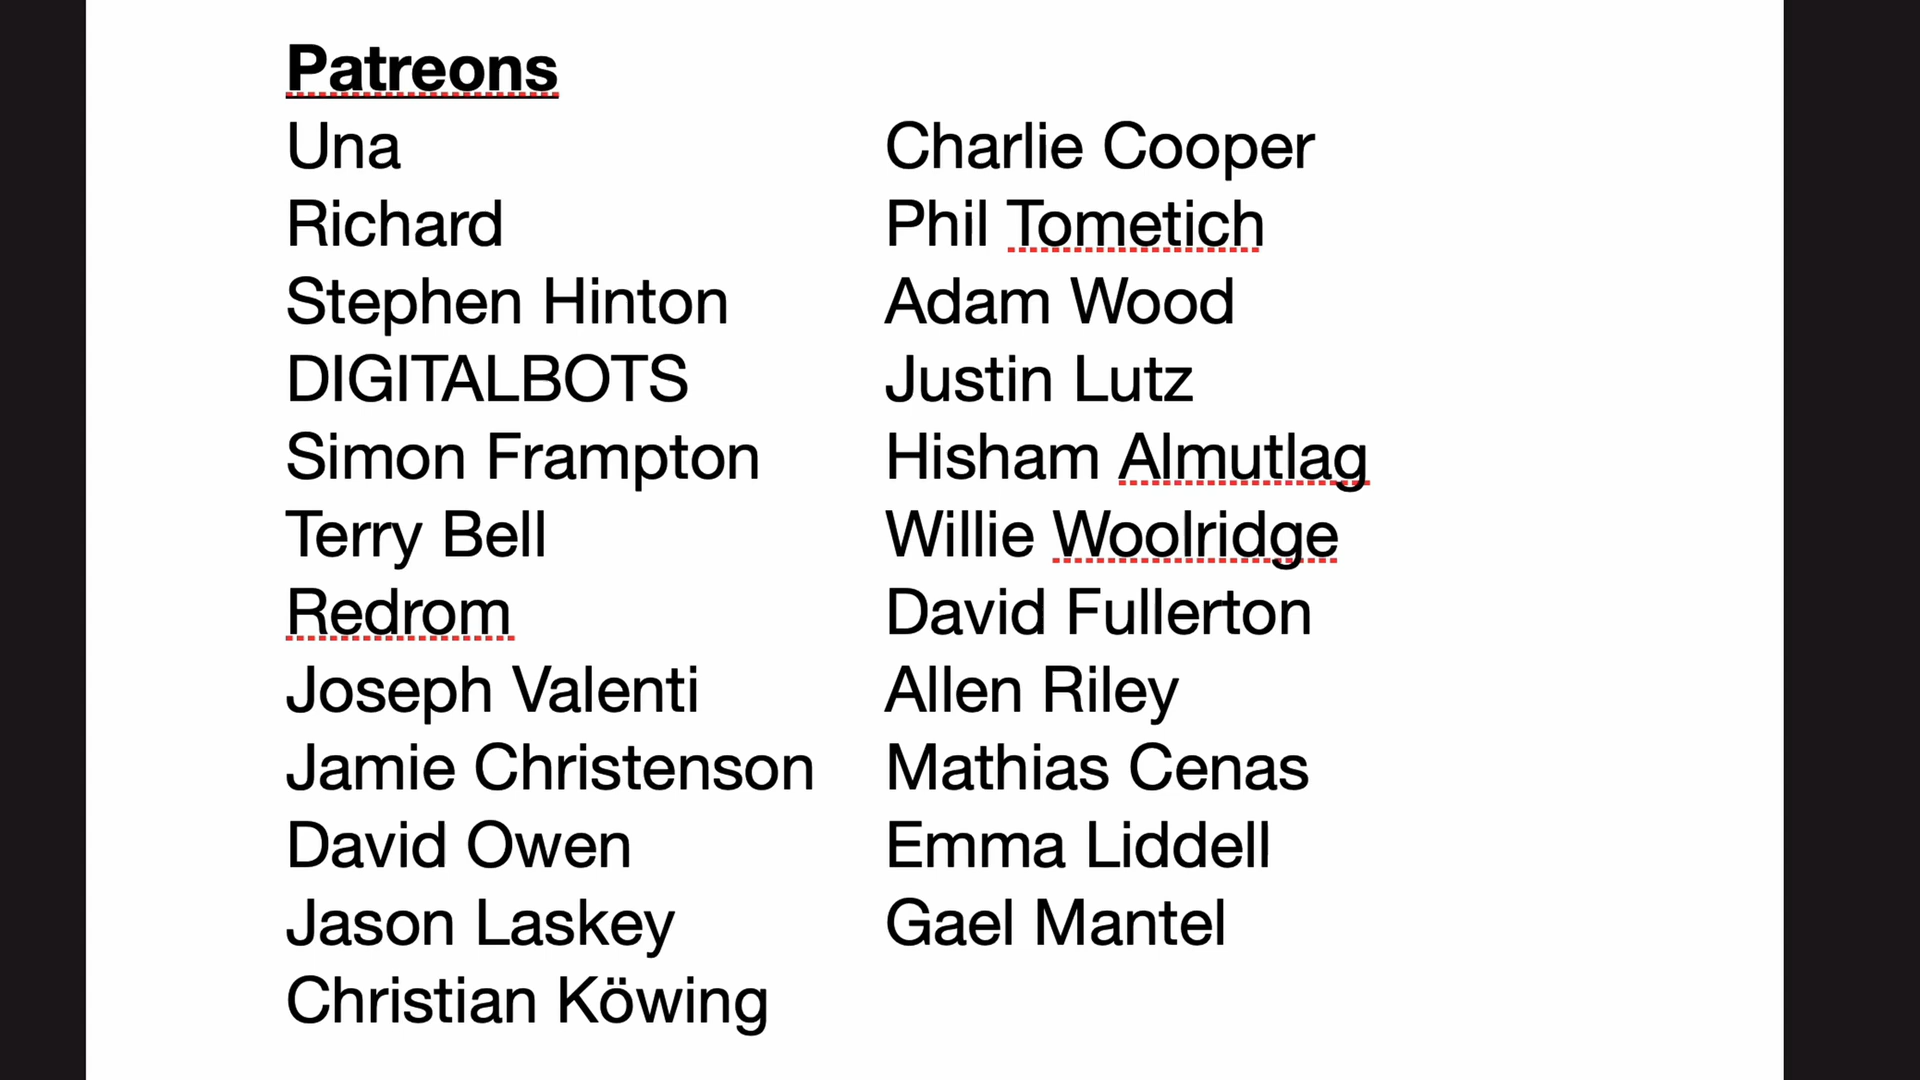 Patreons
Una
Richard
Stephen Hinton
DIGITALBOTS
Simon Frampton
Terry Bell
Redrom
Joseph Valenti
Jamie Christenson
David Owen
Jason Laskey
Christian Köwing
Charlie Cooper
Phil Tometich
Adam Wood
Justin Lutz
Hisham Almutlag
Willie Woolridge
David Fullerton
Allen Riley
Mathias Cenas
Emma Liddell
Gael Mantel